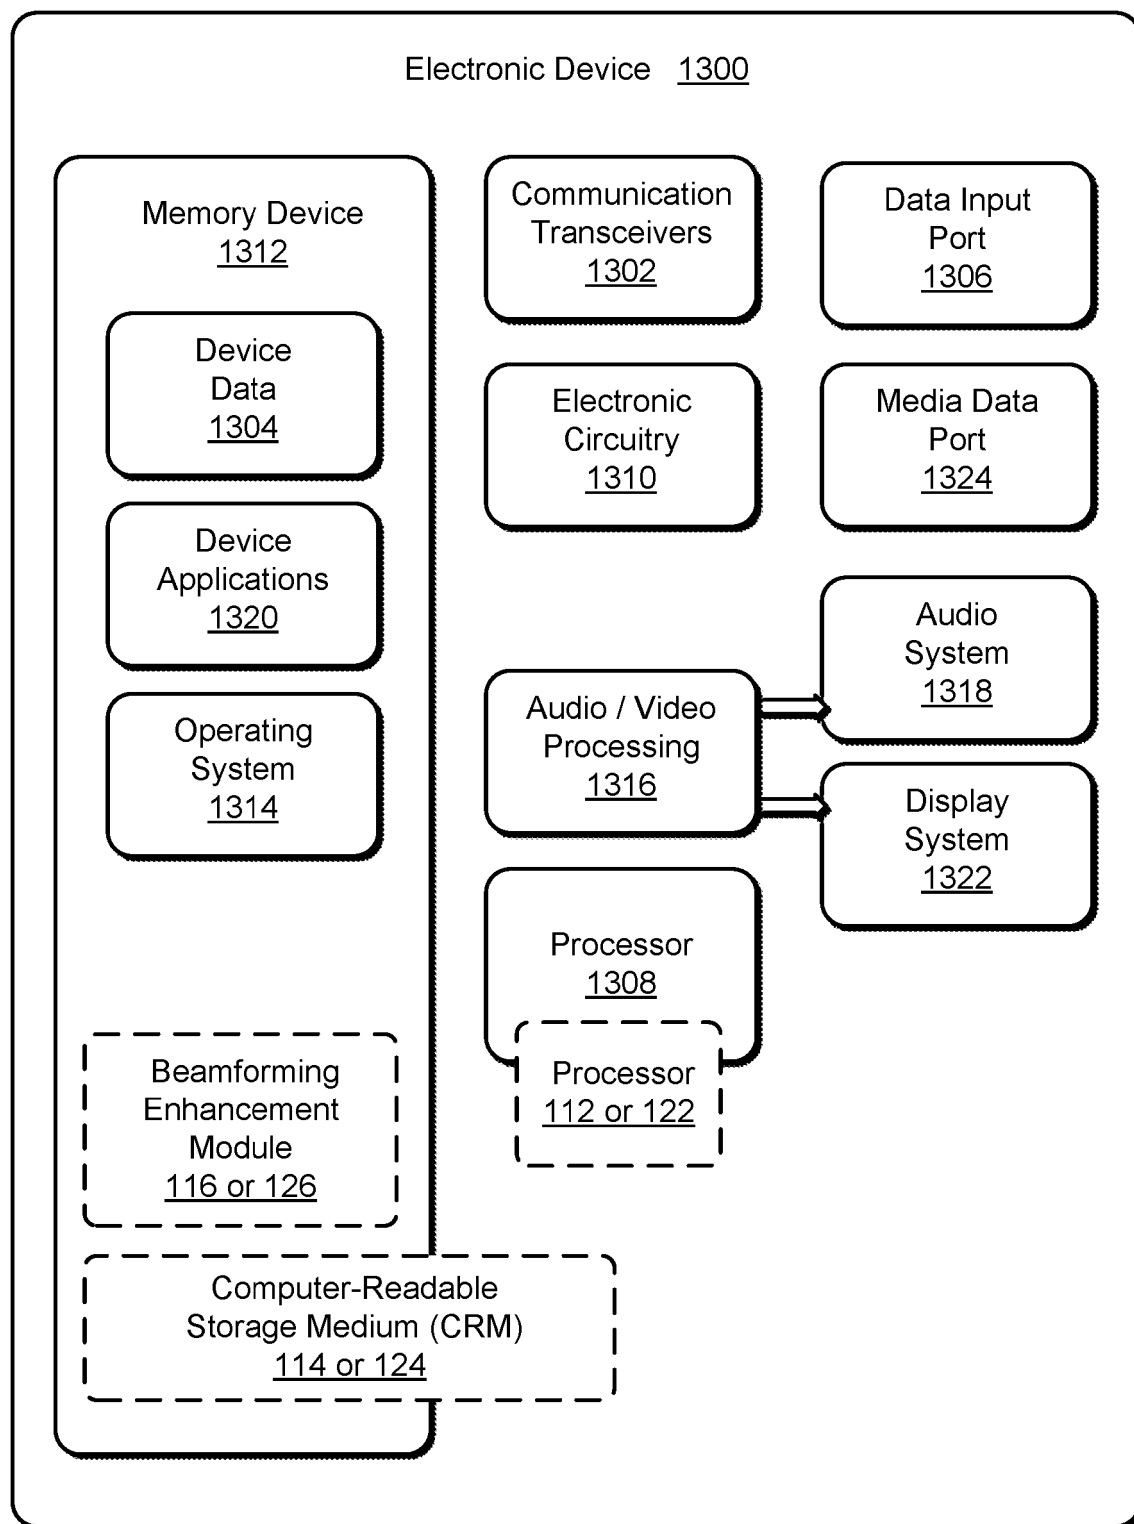 Electronic Device 1300
Memory Device
1312
Device
Data
1304
Device
Applications
1320
Operating
System
1314
Beamforming
Enhancement
Module
116 or 126
Computer-Readable
Storage Medium (CRM)
114 or 124
Communication
Transceivers
1302
Electronic
Circuitry
1310
Audio / Video
Processing
1316
Processor
1308
Processor
112 or 122
Data Input
Port
1306
Media Data
Port
1324
Audio
System
1318
Display
System
1322